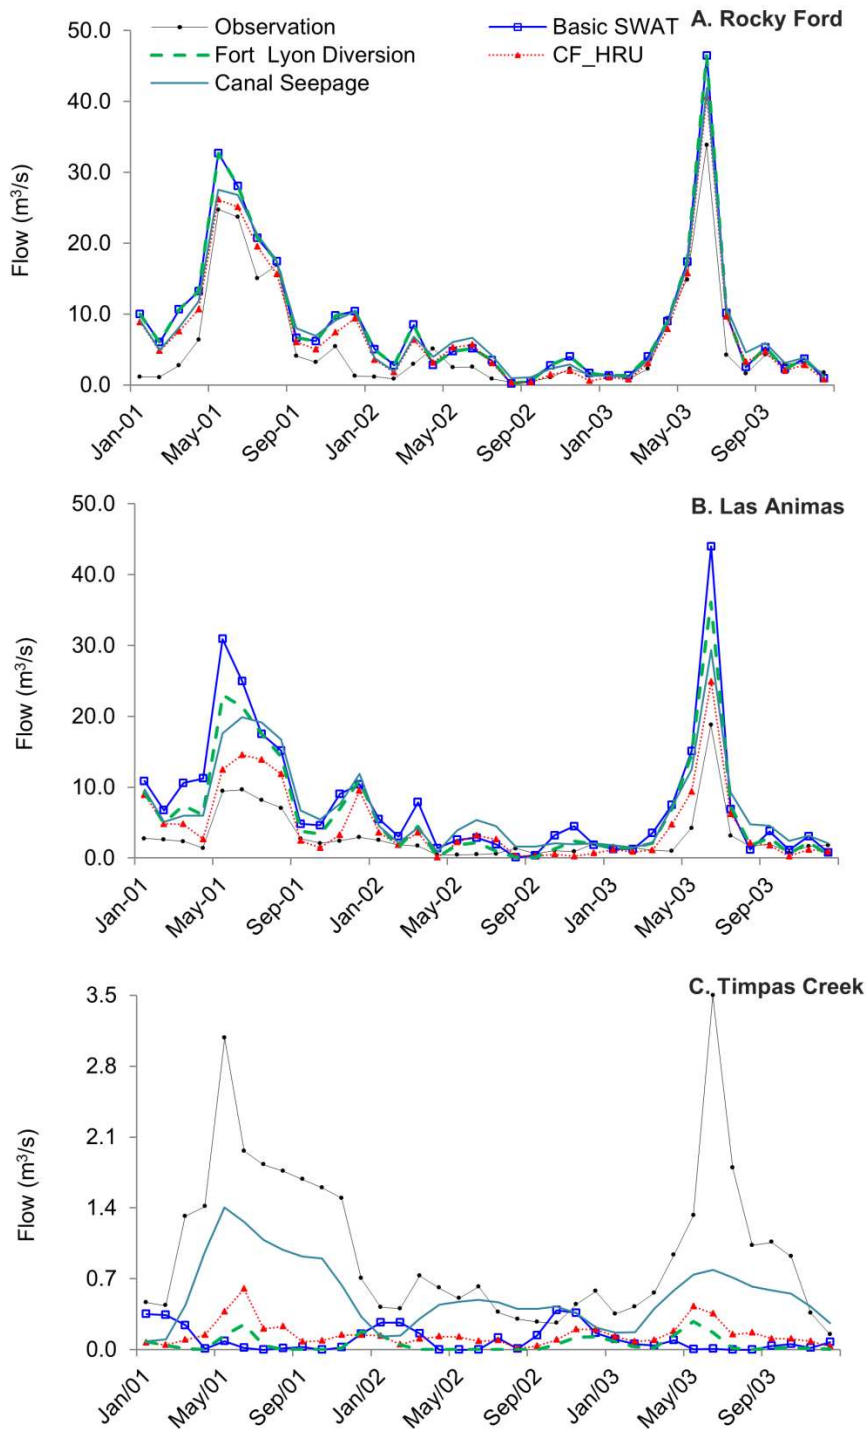 Observation
Basic SWAT
A. Rocky Ford
Fort Lyon Diversion
CF_HRU
Canal Seepage
50.0
40.0
30.0
20.0
10.0
0.0
Flow (m³/s)
Jan-01
May-01
Sep-01
Jan-02
May-02
Sep-02
Jan-03
May-03
Sep-03
B. Las Animas
50.0
40.0
30.0
20.0
10.0
0.0
Flow (m³/s)
Jan-01
May-01
Sep-01
Jan-02
May-02
Sep-02
Jan-03
May-03
Sep-03
C. Timpas Creek
3.5
2.8
2.1
1.4
0.7
0.0
Flow (m³/s)
Jan/01
May/01
Sep/01
Jan/02
May/02
Sep/02
Jan/03
May/03
Sep/03